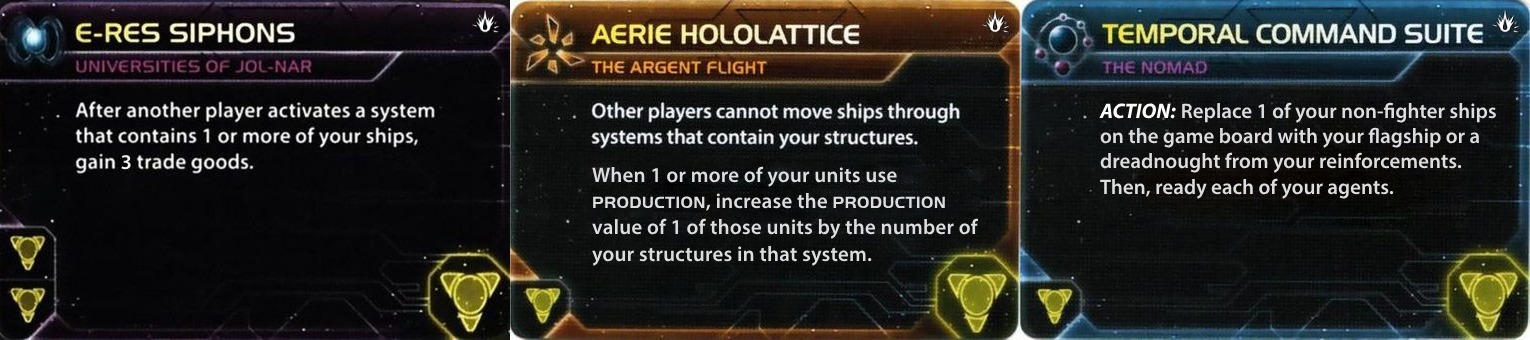 E-RES SIPHONS
UNIVERSITIES OF JOL-NAR
After another player activates a system
that contains 1 or more of your ships,
gain 3 trade goods.
AERIE HOLOLATTICE
THE ARGENT FLIGHT
Other players cannot move ships through
systems that contain your structures.
When 1 or more of your units use
PRODUCTION, increase the PRODUCTION
value of 1 of those units by the number of
your structures in that system.
TEMPORAL COMMAND SUITE
THE NOMAD
ACTION: Replace 1 of your non-fighter ships
on the game board with your flagship or a
dreadnought from your reinforcements.
Then, ready each of your agents.